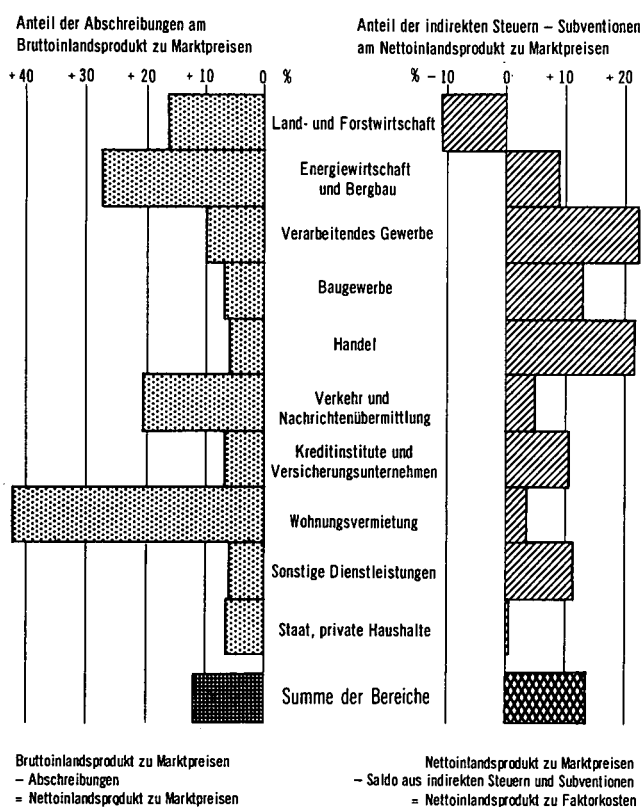 Anteil der Abschreibungen am
Bruttoinlandsprodukt zu Marktpreisen
+ 40 + 30 + 20 + 10 0 %
Anteil der indirekten Steuern – Subventionen
am Nettoinlandsprodukt zu Marktpreisen
% – 10 0 + 10 + 20
Land- und Forstwirtschaft
Energiewirtschaft
und Bergbau
Verarbeitendes Gewerbe
Baugewerbe
Handel
Verkehr und
Nachrichtenübermittlung
Kreditinstitute und
Versicherungsunternehmen
Wohnungsvermietung
Sonstige Dienstleistungen
Staat, private Haushalte
Summe der Bereiche
Bruttoinlandsprodukt zu Marktpreisen
– Abschreibungen
= Nettoinlandsprodukt zu Marktpreisen
Nettoinlandsprodukt zu Marktpreisen
– Saldo aus indirekten Steuern und Subventionen
= Nettoinlandsprodukt zu Faktorkosten